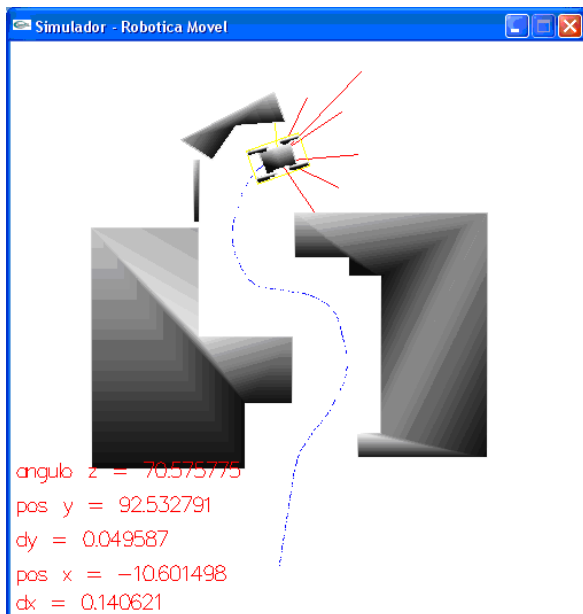 Simulador - Robotica Movel
angulo z = 70.575775
pos y = 92.532791
dy = 0.049587
pos x = -10.601498
dx = 0.140621